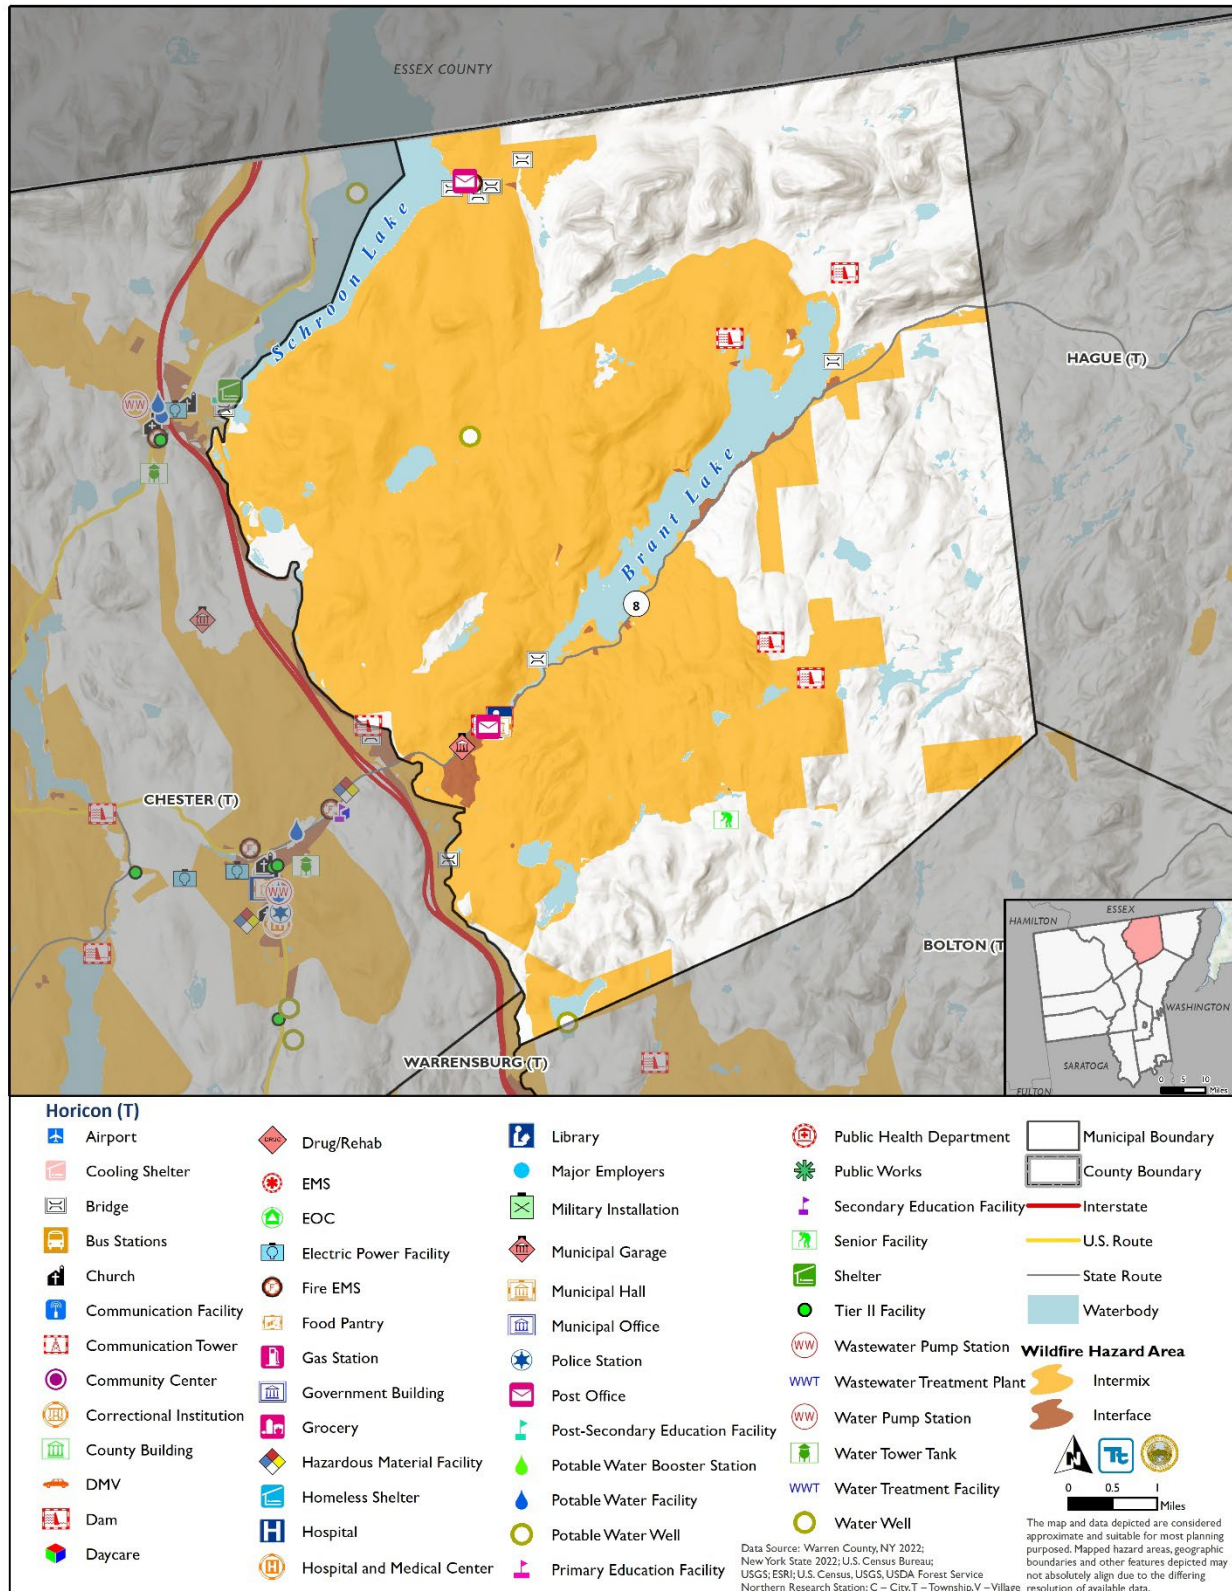 ESSEX COUNTY
Schroon Lake
HAGUE (T)
Brant Lake
8
CHESTER (T)
BOLTON (T
WARRENSBURG (T)
WW
WW
F
F
F
ESSEX
HAMILTON
WASHINGTON
SARATOGA
FULTON
0 5 10
Miles
Horicon (T)
Airport
Cooling Shelter
Bridge
Bus Stations
Church
Communication Facility
Communication Tower
Community Center
Correctional Institution
County Building
DMV
Dam
Daycare
DRUG
Drug/Rehab
EMS
EOC
Electric Power Facility
F
Fire EMS
Food Pantry
Gas Station
Government Building
Grocery
Hazardous Material Facility
Homeless Shelter
H
Hospital
H
Hospital and Medical Center
Library
Major Employers
Military Installation
Municipal Garage
Municipal Hall
Municipal Office
Police Station
Post Office
Post-Secondary Education Facility
Potable Water Booster Station
Potable Water Facility
Potable Water Well
Primary Education Facility
Public Health Department
Public Works
Secondary Education Facility
Senior Facility
Shelter
Tier II Facility
WW
Wastewater Pump Station
WWT
Wastewater Treatment Plant
WW
Water Pump Station
Water Tower Tank
WWT
Water Treatment Facility
Water Well
Municipal Boundary
County Boundary
Interstate
U.S. Route
State Route
Waterbody
Wildfire Hazard Area
Intermix
Interface
N
Tt
0 0.5 1
Miles
Data Source: Warren County, NY 2022;
New York State 2022; U.S. Census Bureau;
USGS; ESRI; U.S. Census, USGS, USDA Forest Service
Northern Research Station; C – City, T – Township, V – Village
The map and data depicted are considered
approximate and suitable for most planning
purposed. Mapped hazard areas, geographic
boundaries and other features depicted may
not absolutely align due to the differing
resolution of available data.